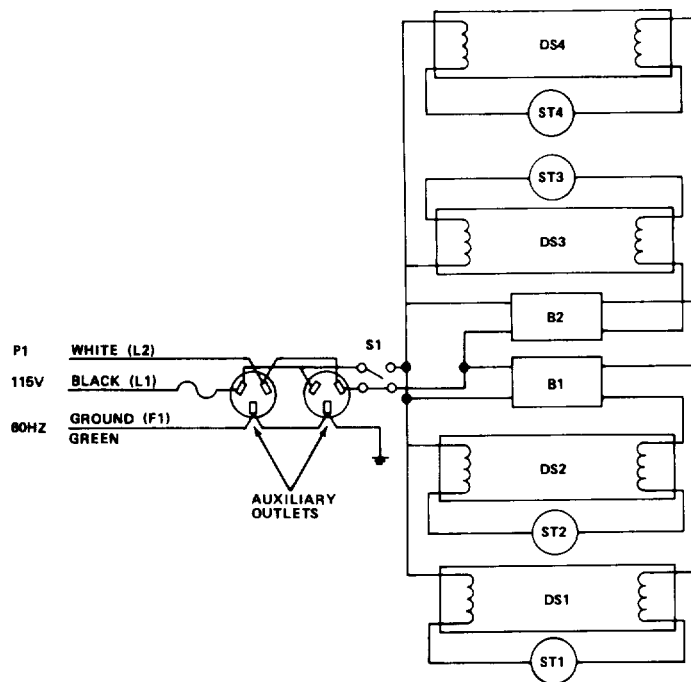 DS4
ST4
ST3
DS3
B2
S1
P1 WHITE (L2)
115V BLACK (L1)
B1
60HZ GROUND (F1)
GREEN
AUXILIARY
OUTLETS
DS2
ST2
DS1
ST1